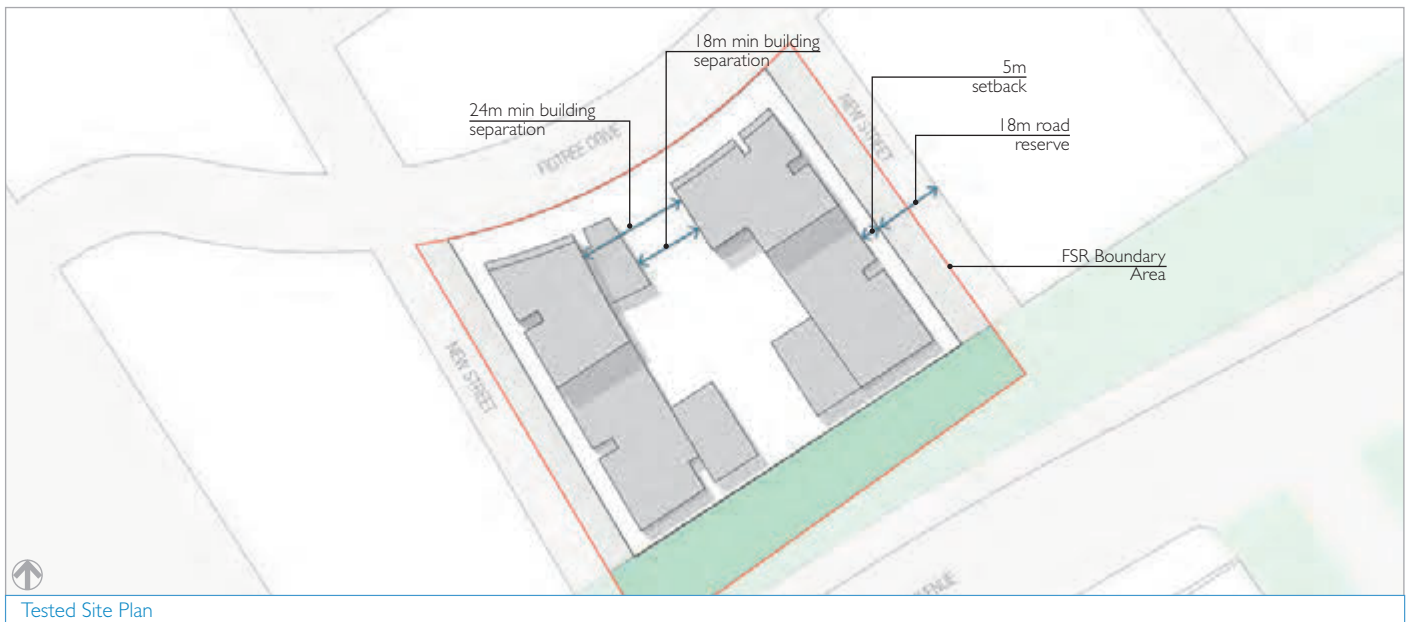 18m min building
separation
5m
setback
24m min building
separation
18m road
reserve
FIGTREE DRIVE
NEW STREET
FSR Boundary
Area
NEW STREET
Tested Site Plan